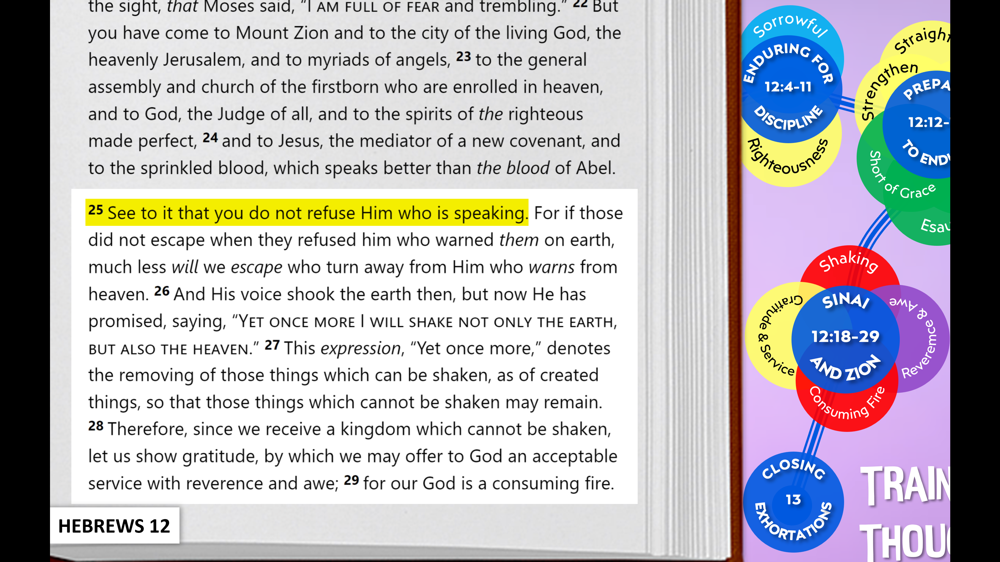 the sight, that Moses said, “I AM FULL OF FEAR and trembling.” 22 But
you have come to Mount Zion and to the city of the living God, the
heavenly Jerusalem, and to myriads of angels, 23 to the general
assembly and church of the firstborn who are enrolled in heaven,
and to God, the Judge of all, and to the spirits of the righteous
made perfect, 24 and to Jesus, the mediator of a new covenant, and
to the sprinkled blood, which speaks better than the blood of Abel.
25 See to it that you do not refuse Him who is speaking. For if those
did not escape when they refused him who warned them on earth,
much less will we escape who turn away from Him who warns from
heaven. 26 And His voice shook the earth then, but now He has
promised, saying, “YET ONCE MORE I WILL SHAKE NOT ONLY THE EARTH,
BUT ALSO THE HEAVEN.” 27 This expression, “Yet once more,” denotes
the removing of those things which can be shaken, as of created
things, so that those things which cannot be shaken may remain.
28 Therefore, since we receive a kingdom which cannot be shaken,
let us show gratitude, by which we may offer to God an acceptable
service with reverence and awe; 29 for our God is a consuming fire.
HEBREWS 12
Sorrowful
ENDURING FOR
12:4-11
DISCIPLINE
Righteousness
Straight
Strengthen
PREPA
12:12-
TO END
Short of Grace
Esau
Shaking
Gratitude & Service
SINAI
12:18-29
AND ZION
Reverence & Awe
Consuming Fire
CLOSING
13
EXHORTATIONS
TRAIN
THOU